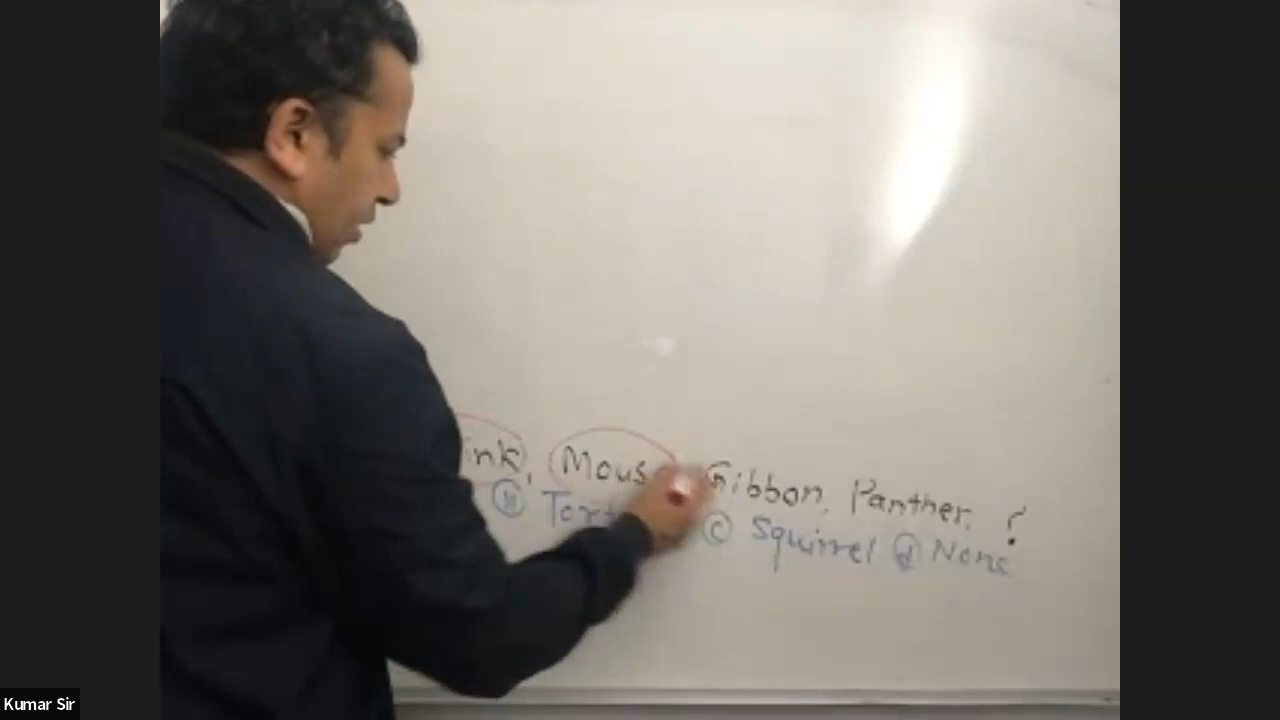 ink, Mous Gibbon, Panther, ?
(b) Tort (c) Squirrel (d) None
Kumar Sir